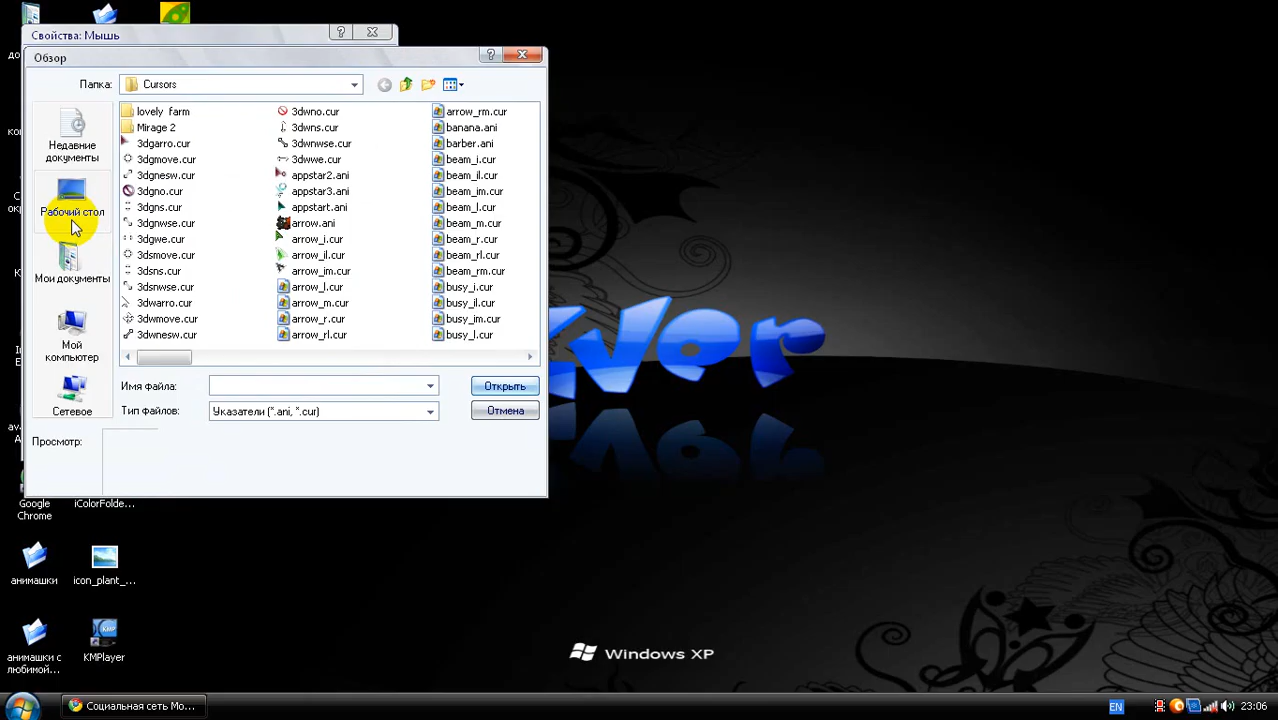 Свойства: Мышь
Обзор
Папка:
Cursors
Недавние
документы
Рабочий стол
Мои документы
Мой
компьютер
Сетевое
lovely farm
Mirage 2
3dgarro.cur
3dgmove.cur
3dgnesw.cur
3dgno.cur
3dgns.cur
3dgnwse.cur
3dgwe.cur
3dsmove.cur
3dsns.cur
3dsnwse.cur
3dwarro.cur
3dwmove.cur
3dwnesw.cur
3dwno.cur
3dwns.cur
3dwnwse.cur
3dwwe.cur
appstar2.ani
appstar3.ani
appstart.ani
arrow.ani
arrow_i.cur
arrow_il.cur
arrow_im.cur
arrow_l.cur
arrow_m.cur
arrow_r.cur
arrow_rl.cur
arrow_rm.cur
banana.ani
barber.ani
beam_i.cur
beam_il.cur
beam_im.cur
beam_l.cur
beam_m.cur
beam_r.cur
beam_rl.cur
beam_rm.cur
busy_i.cur
busy_il.cur
busy_im.cur
busy_l.cur
Имя файла:
Открыть
Тип файлов:
Указатели (*.ani, *.cur)
Отмена
Просмотр:
Google
Chrome
iColorFolde...
анимашки
icon_plant_...
анимашки с
любимой...
KMPlayer
Windows XP
Социальная сеть Мо...
EN
23:06